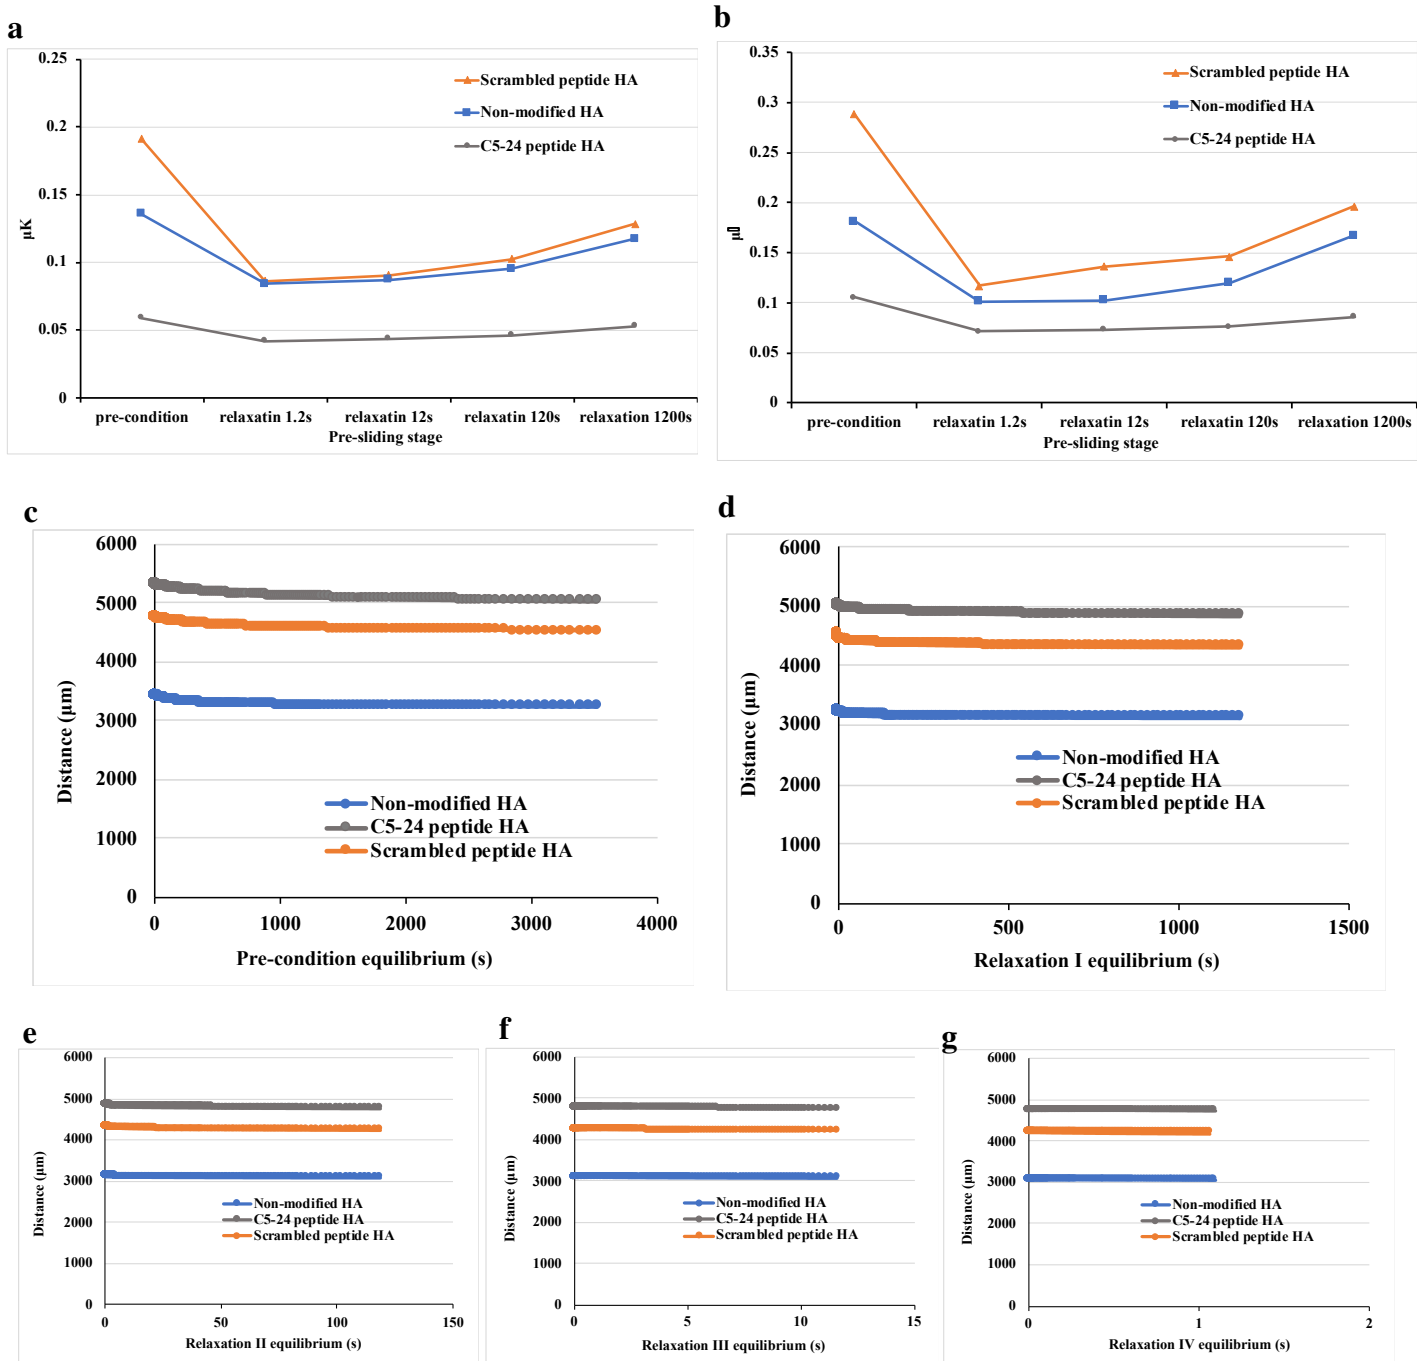 a
0.25
0.2
0.15
0.1
0.05
0
μK
Scrambled peptide HA
Non-modified HA
C5-24 peptide HA
pre-condition relaxatin 1.2s relaxatin 12s relaxatin 120s relaxation 1200s
Pre-sliding stage
b
0.35
0.3
0.25
0.2
0.15
0.1
0.05
0
Scrambled peptide HA
Non-modified HA
C5-24 peptide HA
pre-condition relaxatin 1.2s relaxatin 12s relaxatin 120s relaxation 1200s
Pre-sliding stage
c
6000
5000
4000
3000
2000
1000
0
Distance (μm)
Non-modified HA
C5-24 peptide HA
Scrambled peptide HA
0 1000 2000 3000 4000
Pre-condition equilibrium (s)
d
6000
5000
4000
3000
2000
1000
0
Distance (μm)
Non-modified HA
C5-24 peptide HA
Scrambled peptide HA
0 500 1000 1500
Relaxation I equilibrium (s)
e
6000
5000
4000
3000
2000
1000
0
Distance (μm)
Non-modified HA
C5-24 peptide HA
Scrambled peptide HA
0 50 100 150
Relaxation II equilibrium (s)
f
6000
5000
4000
3000
2000
1000
0
Distance (μm)
Non-modified HA
C5-24 peptide HA
Scrambled peptide HA
0 5 10 15
Relaxation III equilibrium (s)
g
6000
5000
4000
3000
2000
1000
0
Distance (μm)
Non-modified HA
C5-24 peptide HA
Scrambled peptide HA
0 1 2
Relaxation IV equilibrium (s)